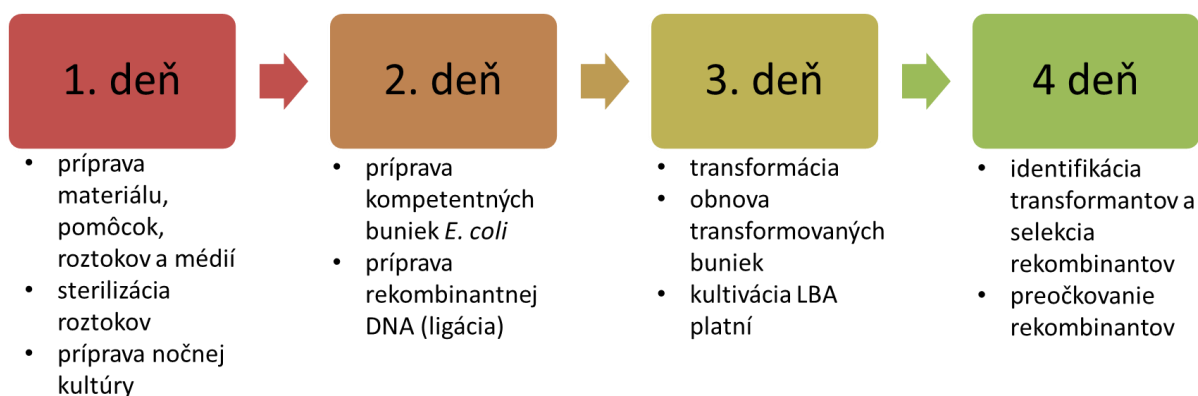 1. deň
• príprava
materiálu,
pomôcok,
roztokov a médií
• sterilizácia
roztokov
• príprava nočnej
kultúry
2. deň
• príprava
kompetentných
buniek E. coli
• príprava
rekombinantnej
DNA (ligácia)
3. deň
• transformácia
• obnova
transformovaných
buniek
• kultivácia LBA
platní
4 deň
• identifikácia
transformantov a
selekcia
rekombinantov
• preočkovanie
rekombinantov